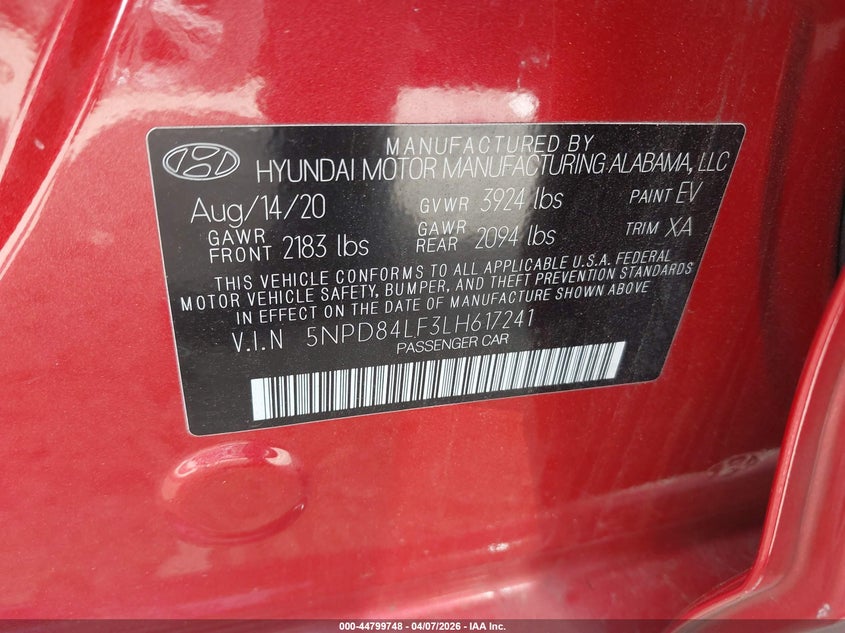 MANUFACTURED BY
HYUNDAI MOTOR MANUFACTURING ALABAMA, LLC
Aug/14/20 GVWR 3924 lbs PAINT EV
GAWR FRONT 2183 lbs GAWR REAR 2094 lbs TRIM XA
THIS VEHICLE CONFORMS TO ALL APPLICABLE U.S.A. FEDERAL
MOTOR VEHICLE SAFETY, BUMPER, AND THEFT PREVENTION STANDARDS
IN EFFECT ON THE DATE OF MANUFACTURE SHOWN ABOVE
V.I.N 5NPD84LF3LH617241
PASSENGER CAR
000-44799748 - 04/07/2026 - IAA Inc.